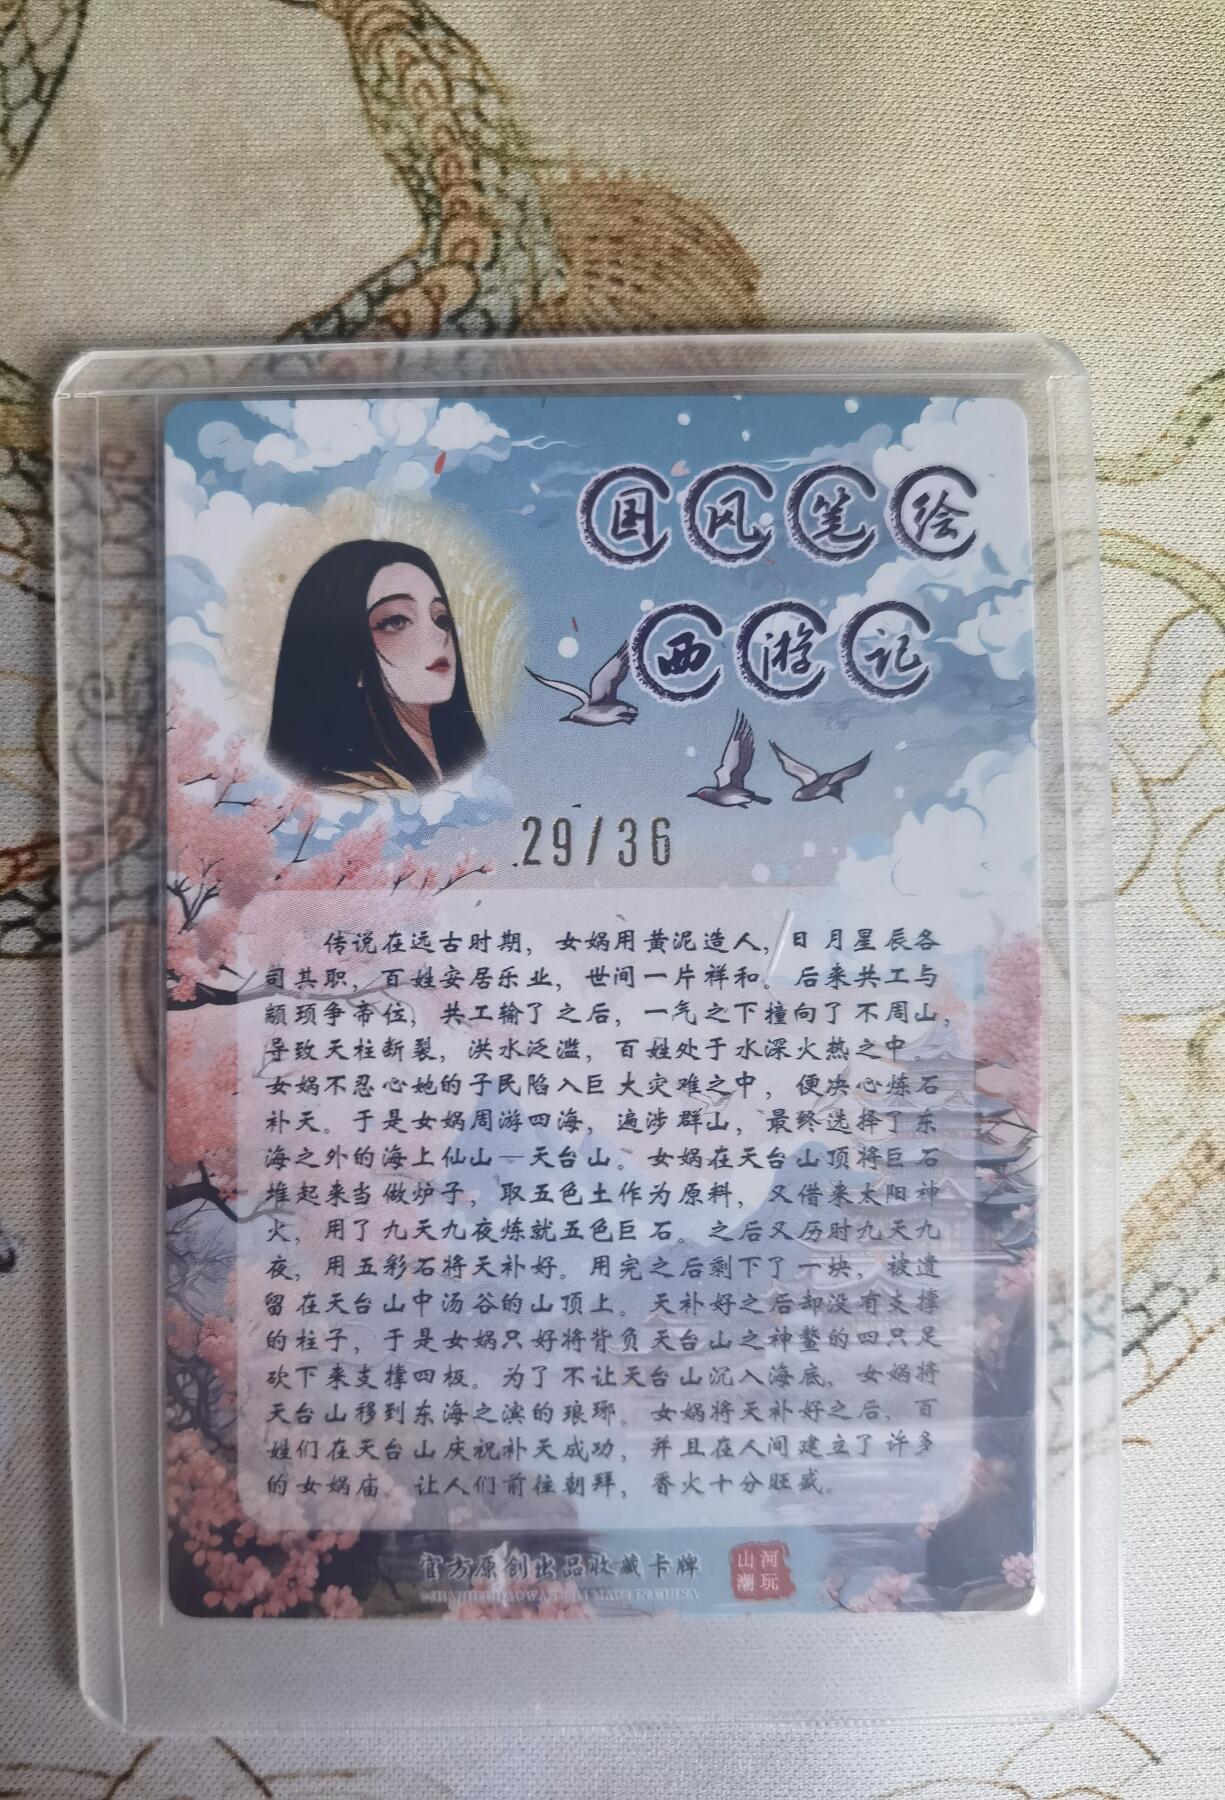 国风笔绘
西游记
29/36
传说在远古时期，女娲用黄泥造人，日月星辰各
司其职，百姓安居乐业，世间一片祥和。后来共工与
颛顼争帝位，共工输了之后，一气之下撞向了不周山，
导致天柱断裂，洪水泛滥，百姓处于水深火热之中。
女娲不忍心她的子民陷入巨大灾难之中，便决心炼石
补天。于是女娲周游四海，遍涉群山，最终选择了东
海之外的海上仙山—天台山。女娲在天台山顶将巨石
堆起来当做炉子，取五色土作为原料，又借来太阳神
火，用了九天九夜炼就五色巨石。之后又历时九天九
夜，用五彩石将天补好。用完之后剩下了一块，被遗
留在天台山中汤谷的山顶上。天补好之后却没有支撑
的柱子，于是女娲只好将背负天台山之神鳌的四只足
砍下来支撑四极。为了不让天台山沉入海底，女娲将
天台山移到东海之滨的琅琊。女娲将天补好之后，百
姓们在天台山庆祝补天成功，并且在人间建立了许多
的女娲庙。让人们前往朝拜，香火十分旺盛。
官方原创出品收藏卡牌
山河
潮玩